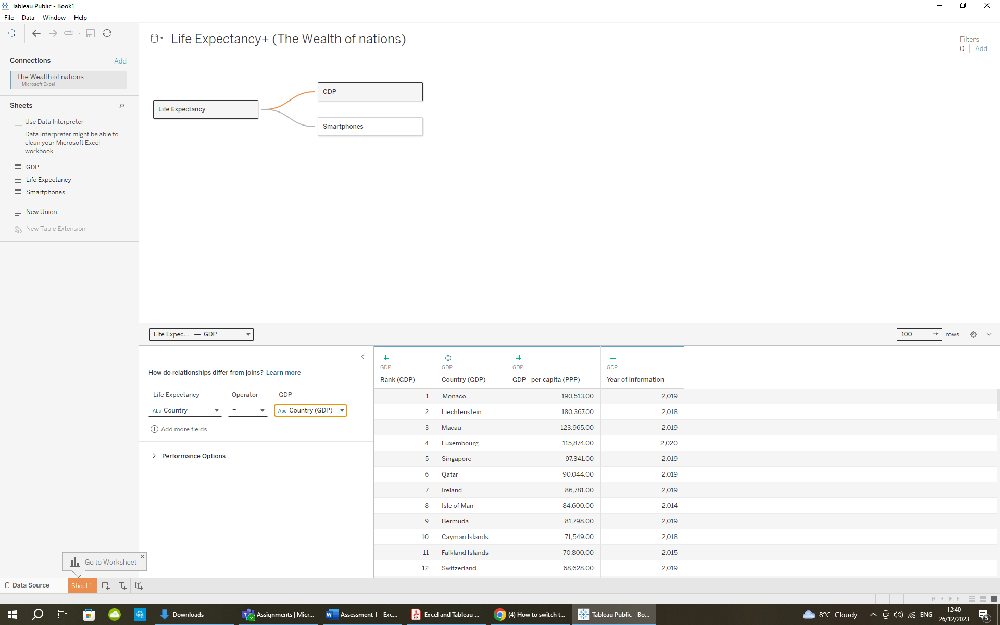 Tableau Public - Book1
File Data Window Help
Connections Add
The Wealth of nations
Microsoft Excel
Sheets
Use Data Interpreter
Data Interpreter might be able to
clean your Microsoft Excel
workbook.
GDP
Life Expectancy
Smartphones
New Union
New Table Extension
Life Expectancy+ (The Wealth of nations)
Filters
0 Add
Life Expectancy
GDP
Smartphones
Life Expec... — GDP
100 → rows
How do relationships differ from joins? Learn more
Life Expectancy Operator GDP
Abc Country = Abc Country (GDP)
Add more fields
Performance Options
# # #
GDP GDP GDP GDP
Rank (GDP) Country (GDP) GDP - per capita (PPP) Year of Information
1 Monaco 190,513.00 2,019
2 Liechtenstein 180,367.00 2,018
3 Macau 123,965.00 2,019
4 Luxembourg 115,874.00 2,020
5 Singapore 97,341.00 2,019
6 Qatar 90,044.00 2,019
7 Ireland 86,781.00 2,019
8 Isle of Man 84,600.00 2,014
9 Bermuda 81,798.00 2,019
10 Cayman Islands 71,549.00 2,018
11 Falkland Islands 70,800.00 2,015
12 Switzerland 68,628.00 2,019
Go to Worksheet
Data Source Sheet 1
Downloads Assignments | Micr... Assessment 1 - Exc... Excel and Tableau ... (4) How to switch t... Tableau Public - Bo... 8°C Cloudy ENG 12:40
26/12/2023 5